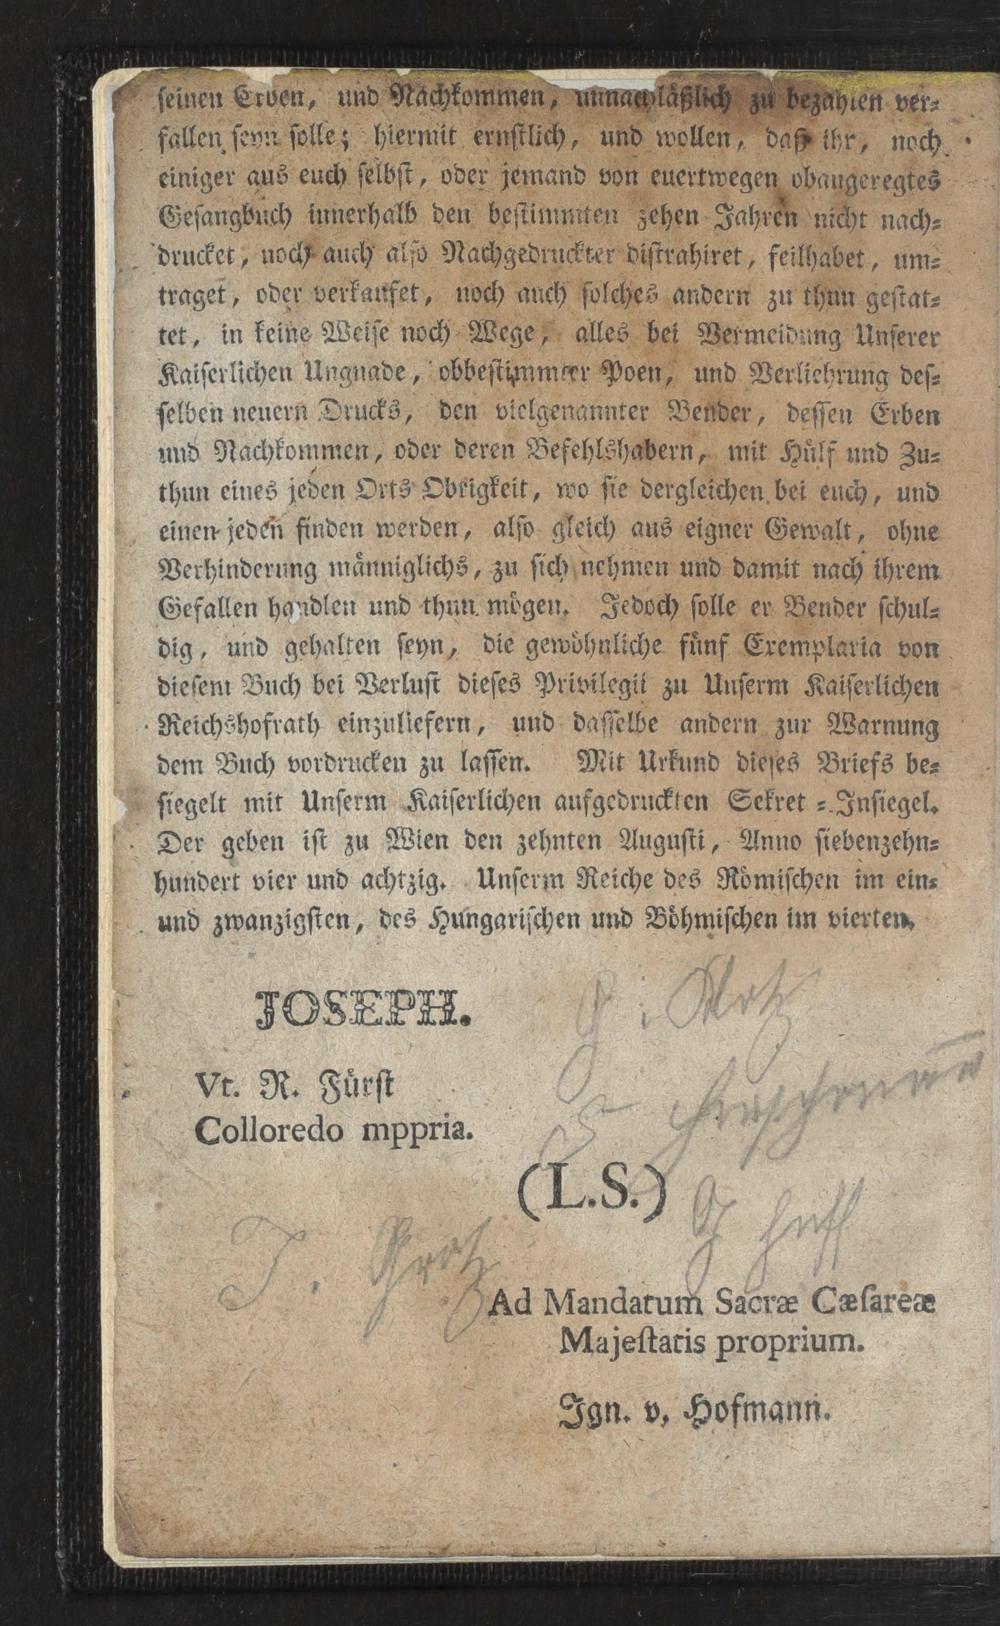 seinen Erben, und Nachkommen, unnachläßlich zu bezahlen ver⸗
fallen seyn solle; hiermit ernstlich, und wollen, daß ihr, noch
einiger aus euch selbst, oder jemand von euertwegen obangeregtes
Gesangbuch innerhalb den bestimmten zehen Jahren nicht nach⸗
drucket, noch auch also Nachgedruckter distrahiret, feilhabet, um⸗
traget, oder verkaufet, noch auch solches andern zu thun gestat⸗
tet, in keine Weise noch Wege, alles bei Vermeidung Unserer
Kaiserlichen Ungnade, obbestimmter Poen, und Verliehrung des⸗
selben neuern Drucks, den vielgenannter Bender, dessen Erben
und Nachkommen, oder deren Befehlshabern, mit Hülf und Zu⸗
thun eines jeden Orts Obrigkeit, wo sie dergleichen bei euch, und
einen jeden finden werden, also gleich aus eigner Gewalt, ohne
Verhinderung männiglichs, zu sich nehmen und damit nach ihrem
Gefallen handlen und thun mögen. Jedoch solle er Bender schul⸗
dig, und gehalten seyn, die gewöhnliche fünf Exemplaria von
diesem Buch bei Verlust dieses Privilegii zu Unserm Kaiserlichen
Reichshofrath einzuliefern, und dasselbe andern zur Warnung
dem Buch vordrucken zu lassen. Mit Urkund dieses Briefs be⸗
siegelt mit Unserm Kaiserlichen aufgedruckten Sekret⸗Insiegel.
Der geben ist zu Wien den zehnten Augusti, Anno siebenzehn⸗
hundert vier und achtzig. Unserm Reiche des Römischen im ein⸗
und zwanzigsten, des Hungarischen und Böhmischen im vierten.
JOSEPH.
Vt. R. Fürst
Colloredo mppria.
(L.S.)
Ad Mandatum Sacræ Cæſareæ
Majeſtatis proprium.
Ign. v. Hofmann.